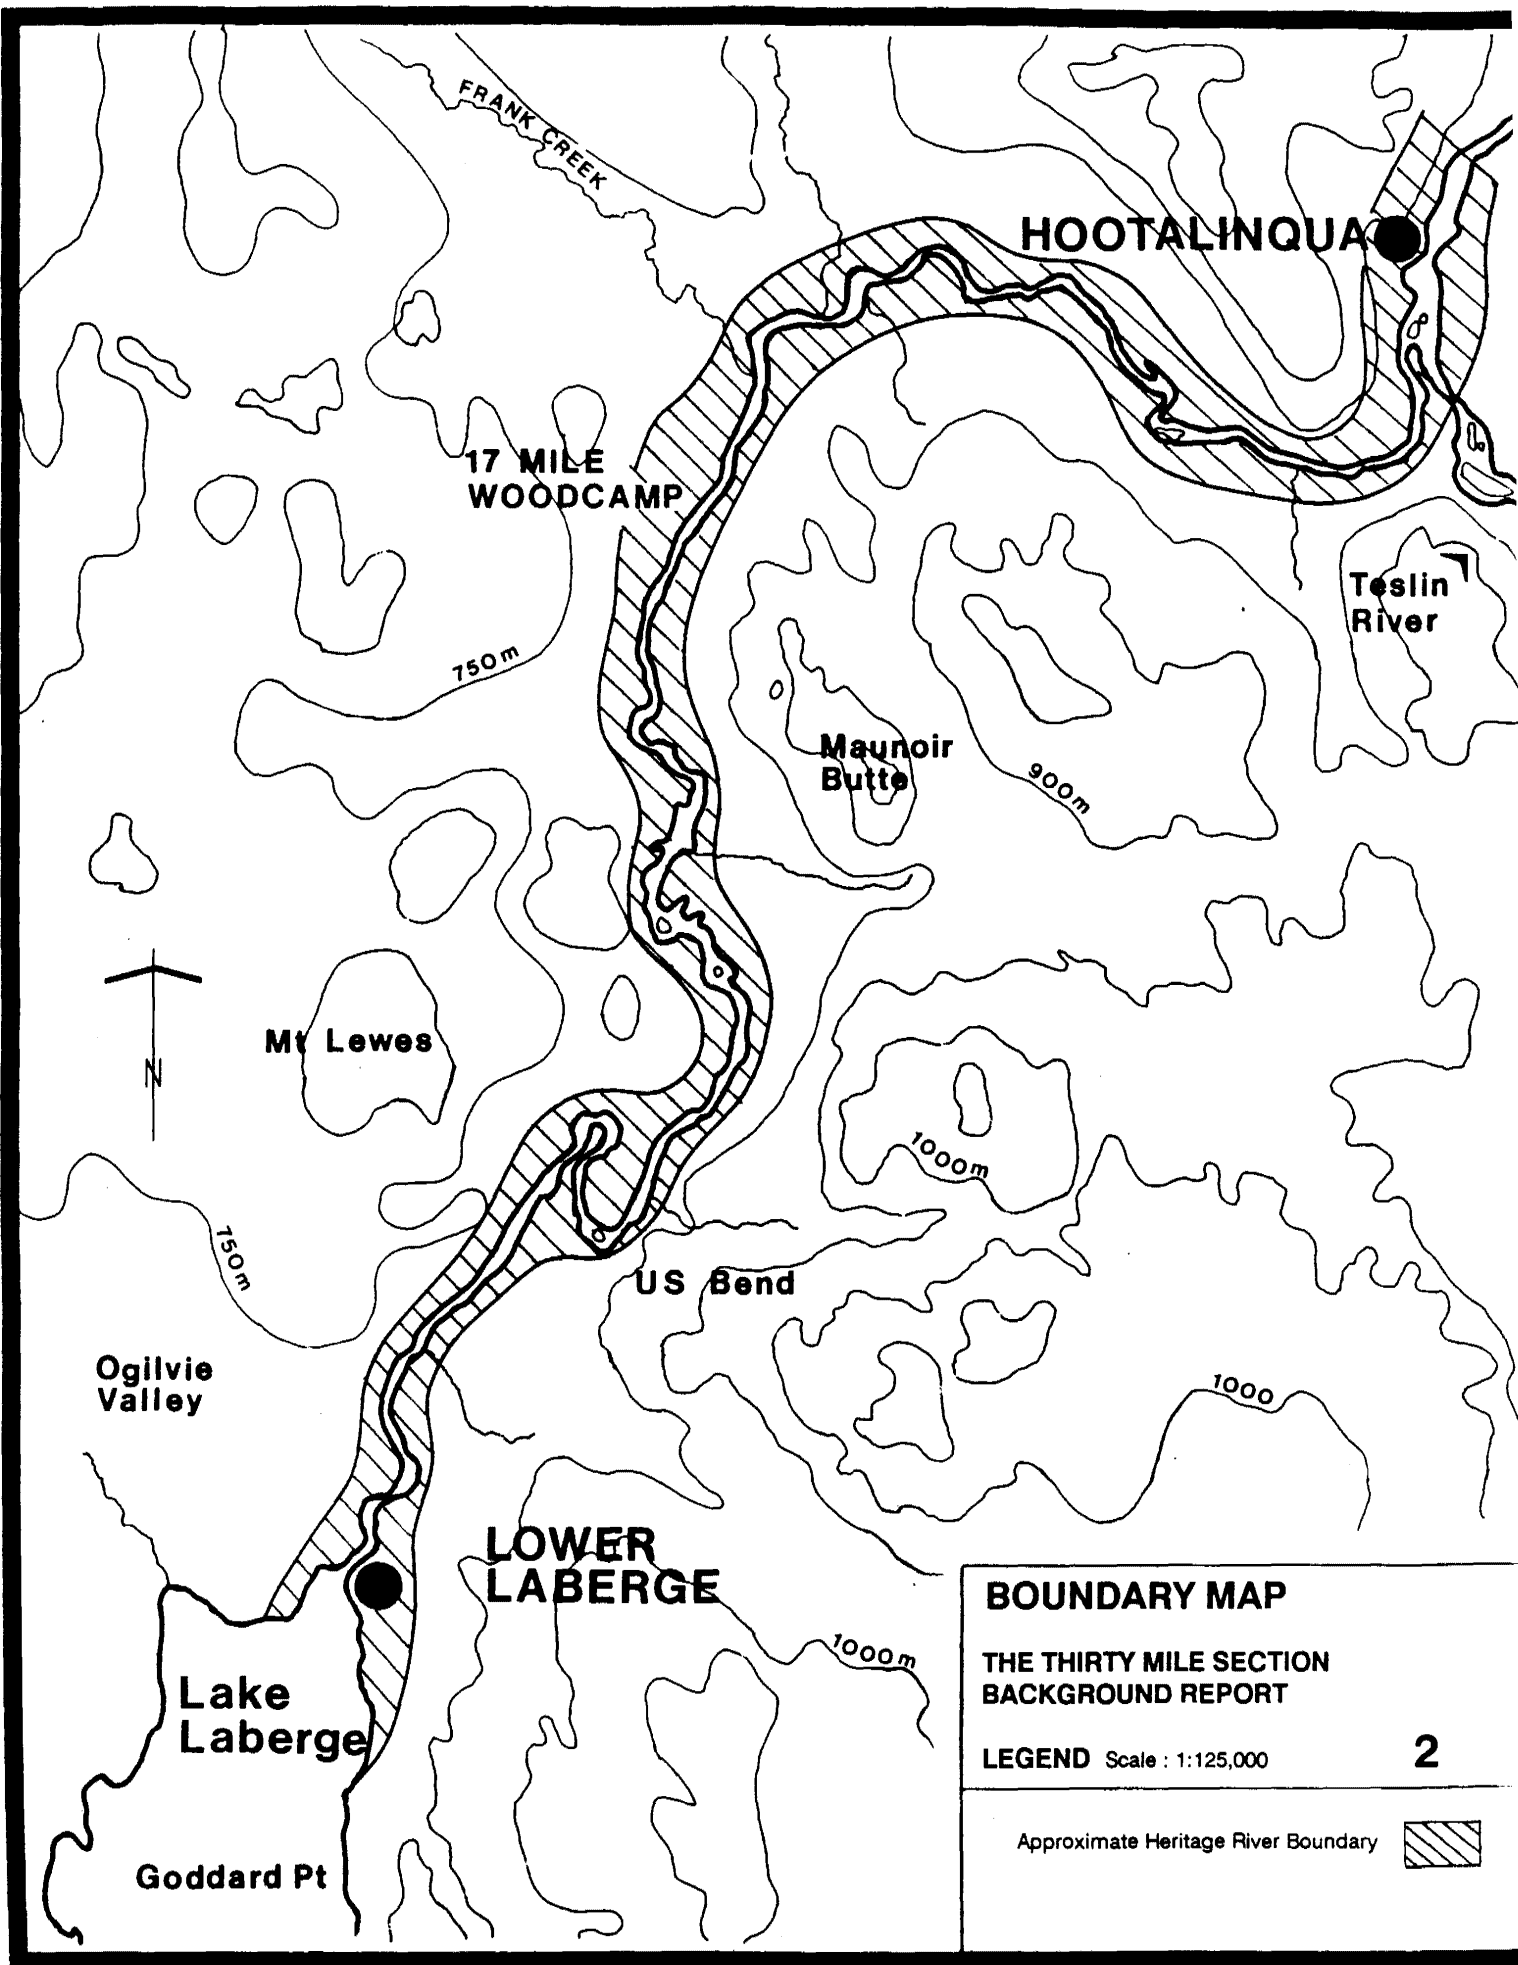 FRANK CREEK
HOOTALINQUA
17 MILE
WOODCAMP
Teslin
River
750m
Maunoir
Butte
900m
Mt Lewes
N
1000m
750m
US Bend
Ogilvie
Valley
1000
LOWER
LABERGE
1000m
Lake
Laberge
Goddard Pt
BOUNDARY MAP
THE THIRTY MILE SECTION
BACKGROUND REPORT
LEGEND Scale : 1:125,000 2
Approximate Heritage River Boundary